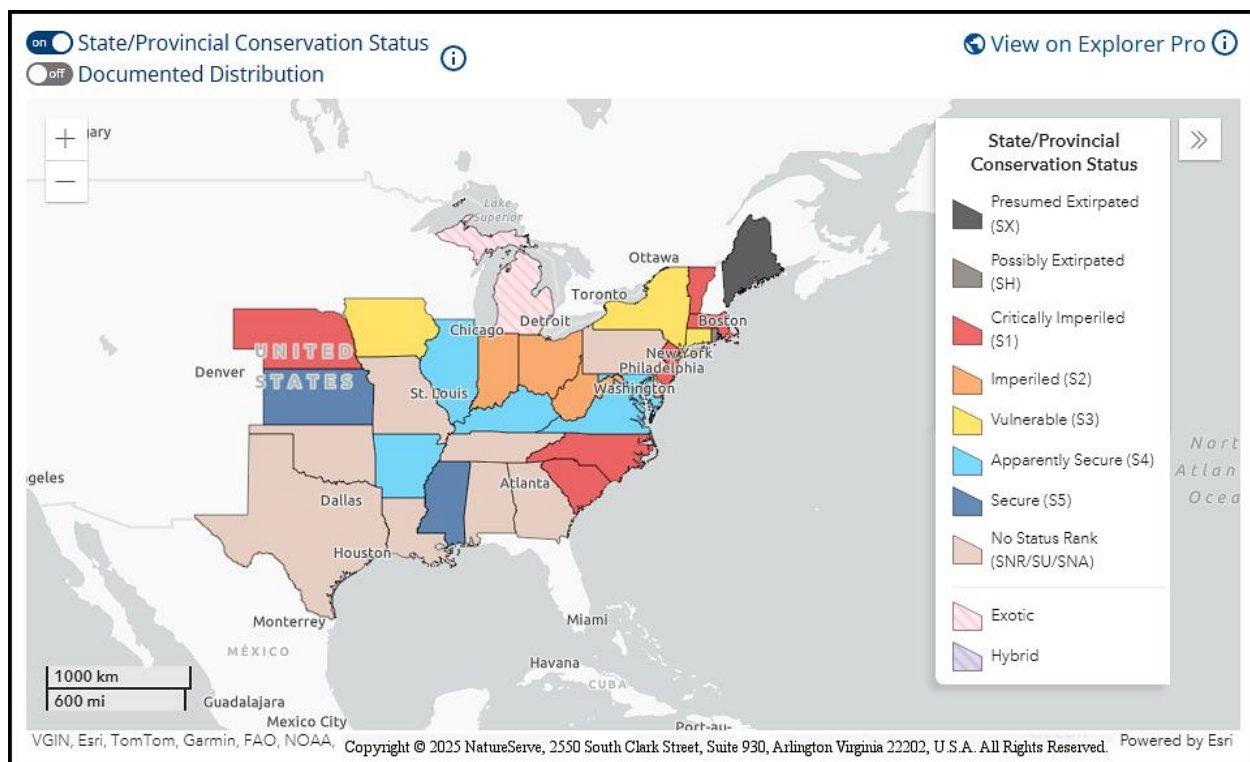 on State/Provincial Conservation Status
off Documented Distribution
View on Explorer Pro
+
−
gary
Lake
Superior
Ottawa
Toronto
Boston
Chicago
Detroit
New York
Philadelphia
UNITED
STATES
Denver
St. Louis
Washington
geles
Dallas
Atlanta
Houston
Monterrey
Miami
MÉXICO
Havana
CUBA
Guadalajara
Mexico City
Port-au-
Nort
Atlan
Ocea
1000 km
600 mi
State/Provincial
Conservation Status
Presumed Extirpated
(SX)
Possibly Extirpated
(SH)
Critically Imperiled
(S1)
Imperiled (S2)
Vulnerable (S3)
Apparently Secure (S4)
Secure (S5)
No Status Rank
(SNR/SU/SNA)
Exotic
Hybrid
VGIN, Esri, TomTom, Garmin, FAO, NOAA,
Copyright © 2025 NatureServe, 2550 South Clark Street, Suite 930, Arlington Virginia 22202, U.S.A. All Rights Reserved.
Powered by Esri